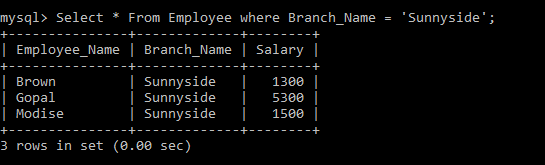 mysql> Select * From Employee where Branch_Name = 'Sunnyside';
+---------------+-------------+--------+
| Employee_Name | Branch_Name | Salary |
+---------------+-------------+--------+
| Brown         | Sunnyside   |   1300 |
| Gopal         | Sunnyside   |   5300 |
| Modise        | Sunnyside   |   1500 |
+---------------+-------------+--------+
3 rows in set (0.00 sec)